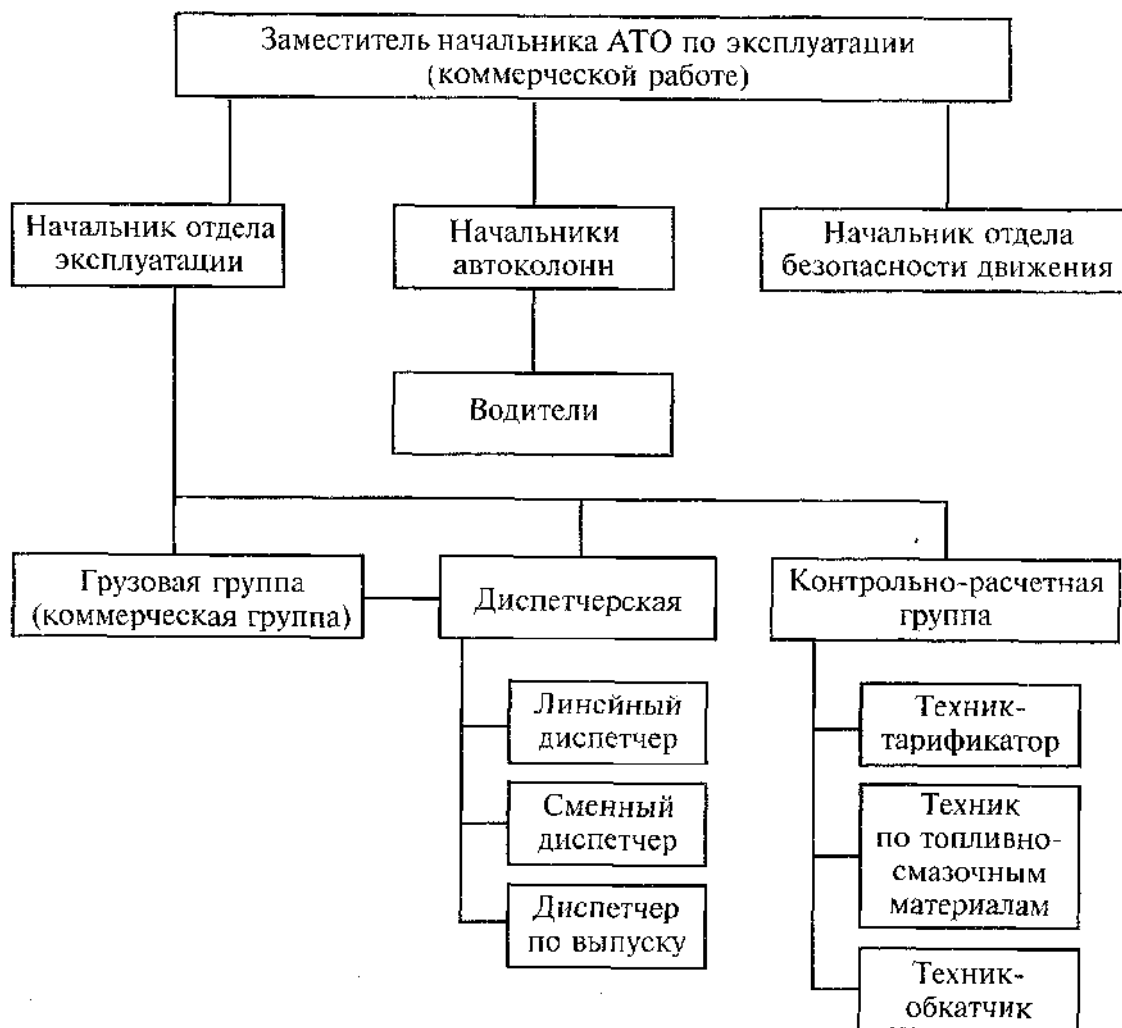 Заместитель начальника АТО по эксплуатации
(коммерческой работе)
Начальник отдела
эксплуатации
Начальники
автоколонн
Начальник отдела
безопасности движения
Водители
Грузовая группа
(коммерческая группа)
Диспетчерская
Контрольно-расчетная
группа
Линейный
диспетчер
Сменный
диспетчер
Диспетчер
по выпуску
Техник-
тарификатор
Техник
по топливно-
смазочным
материалам
Техник-
обкатчик